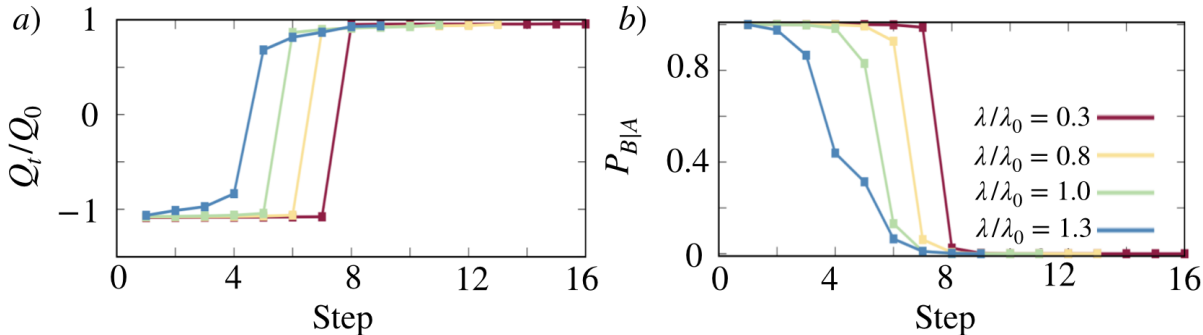 a)
1
0
−1
Q_t/Q_0
0 4 8 12 16
Step
b)
0.8
0.4
0
P_{B|A}
λ/λ_0 = 0.3
λ/λ_0 = 0.8
λ/λ_0 = 1.0
λ/λ_0 = 1.3
0 4 8 12 16
Step